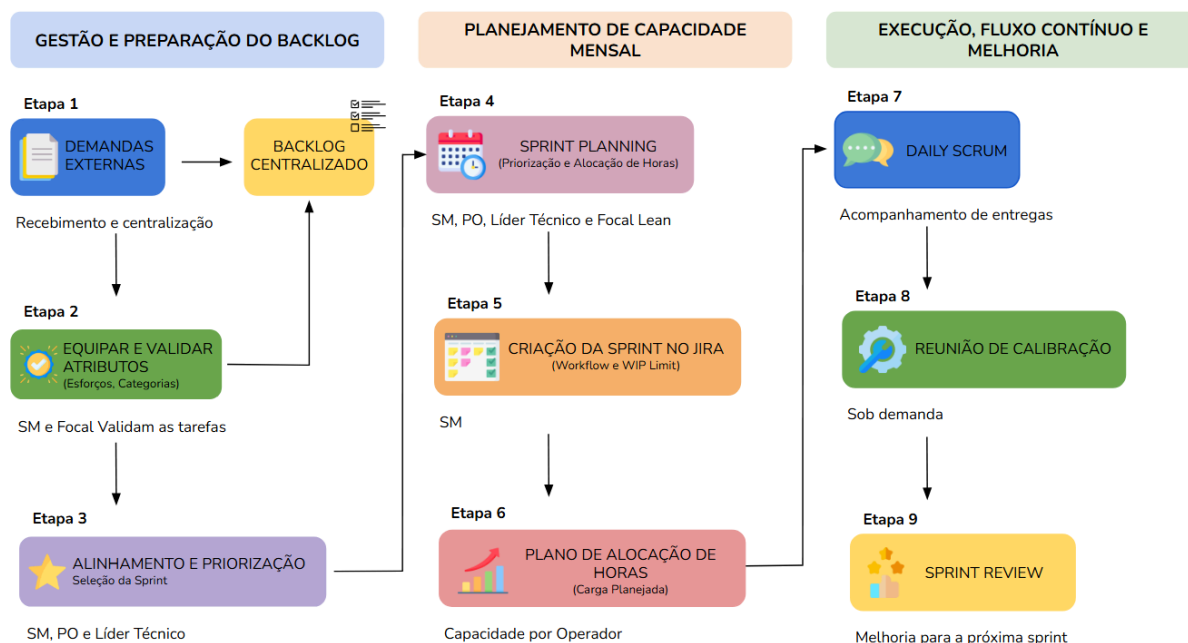 GESTÃO E PREPARAÇÃO DO BACKLOG
Etapa 1
DEMANDAS
EXTERNAS
BACKLOG
CENTRALIZADO
Recebimento e centralização
Etapa 2
EQUIPAR E VALIDAR
ATRIBUTOS
(Esforços, Categorias)
SM e Focal Validam as tarefas
Etapa 3
ALINHAMENTO E PRIORIZAÇÃO
Seleção da Sprint
SM, PO e Líder Técnico
PLANEJAMENTO DE CAPACIDADE
MENSAL
Etapa 4
SPRINT PLANNING
(Priorização e Alocação de Horas)
SM, PO, Líder Técnico e Focal Lean
Etapa 5
CRIAÇÃO DA SPRINT NO JIRA
(Workflow e WIP Limit)
SM
Etapa 6
PLANO DE ALOCAÇÃO DE
HORAS
(Carga Planejada)
Capacidade por Operador
EXECUÇÃO, FLUXO CONTÍNUO E
MELHORIA
Etapa 7
DAILY SCRUM
Acompanhamento de entregas
Etapa 8
REUNIÃO DE CALIBRAÇÃO
Sob demanda
Etapa 9
SPRINT REVIEW
Melhoria para a próxima sprint